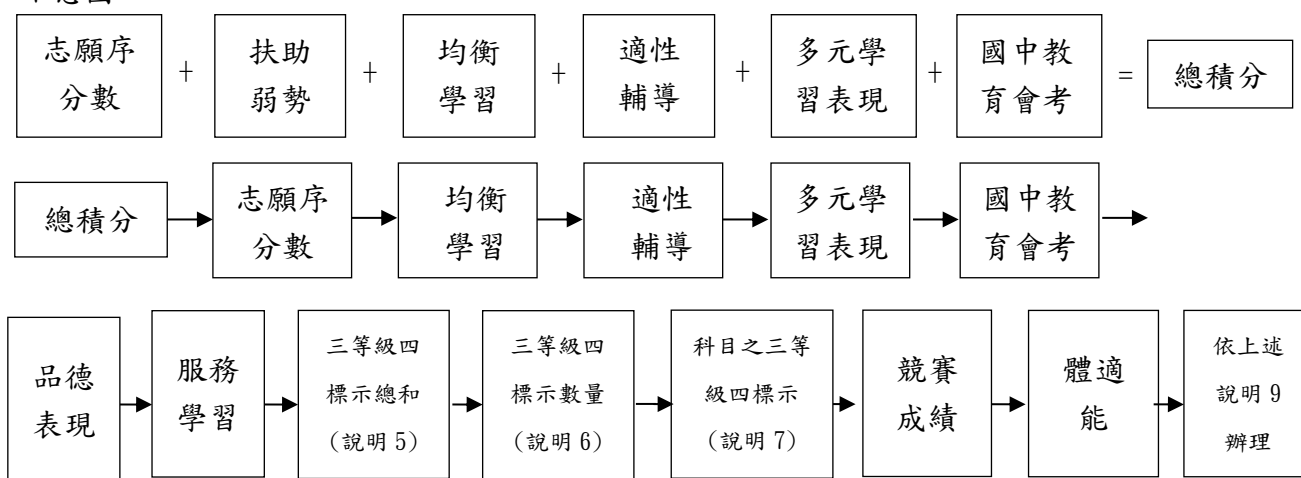 志願序
分數
+
扶助
弱勢
+
均衡
學習
+
適性
輔導
+
多元學
習表現
+
國中教
育會考
=
總積分
總積分
志願序
分數
均衡
學習
適性
輔導
多元學
習表現
國中教
育會考
品德
表現
服務
學習
三等級四
標示總和
(說明 5)
三等級四
標示數量
(說明 6)
科目之三等
級四標示
(說明 7)
競賽
成績
體適
能
依上述
說明 9
辦理